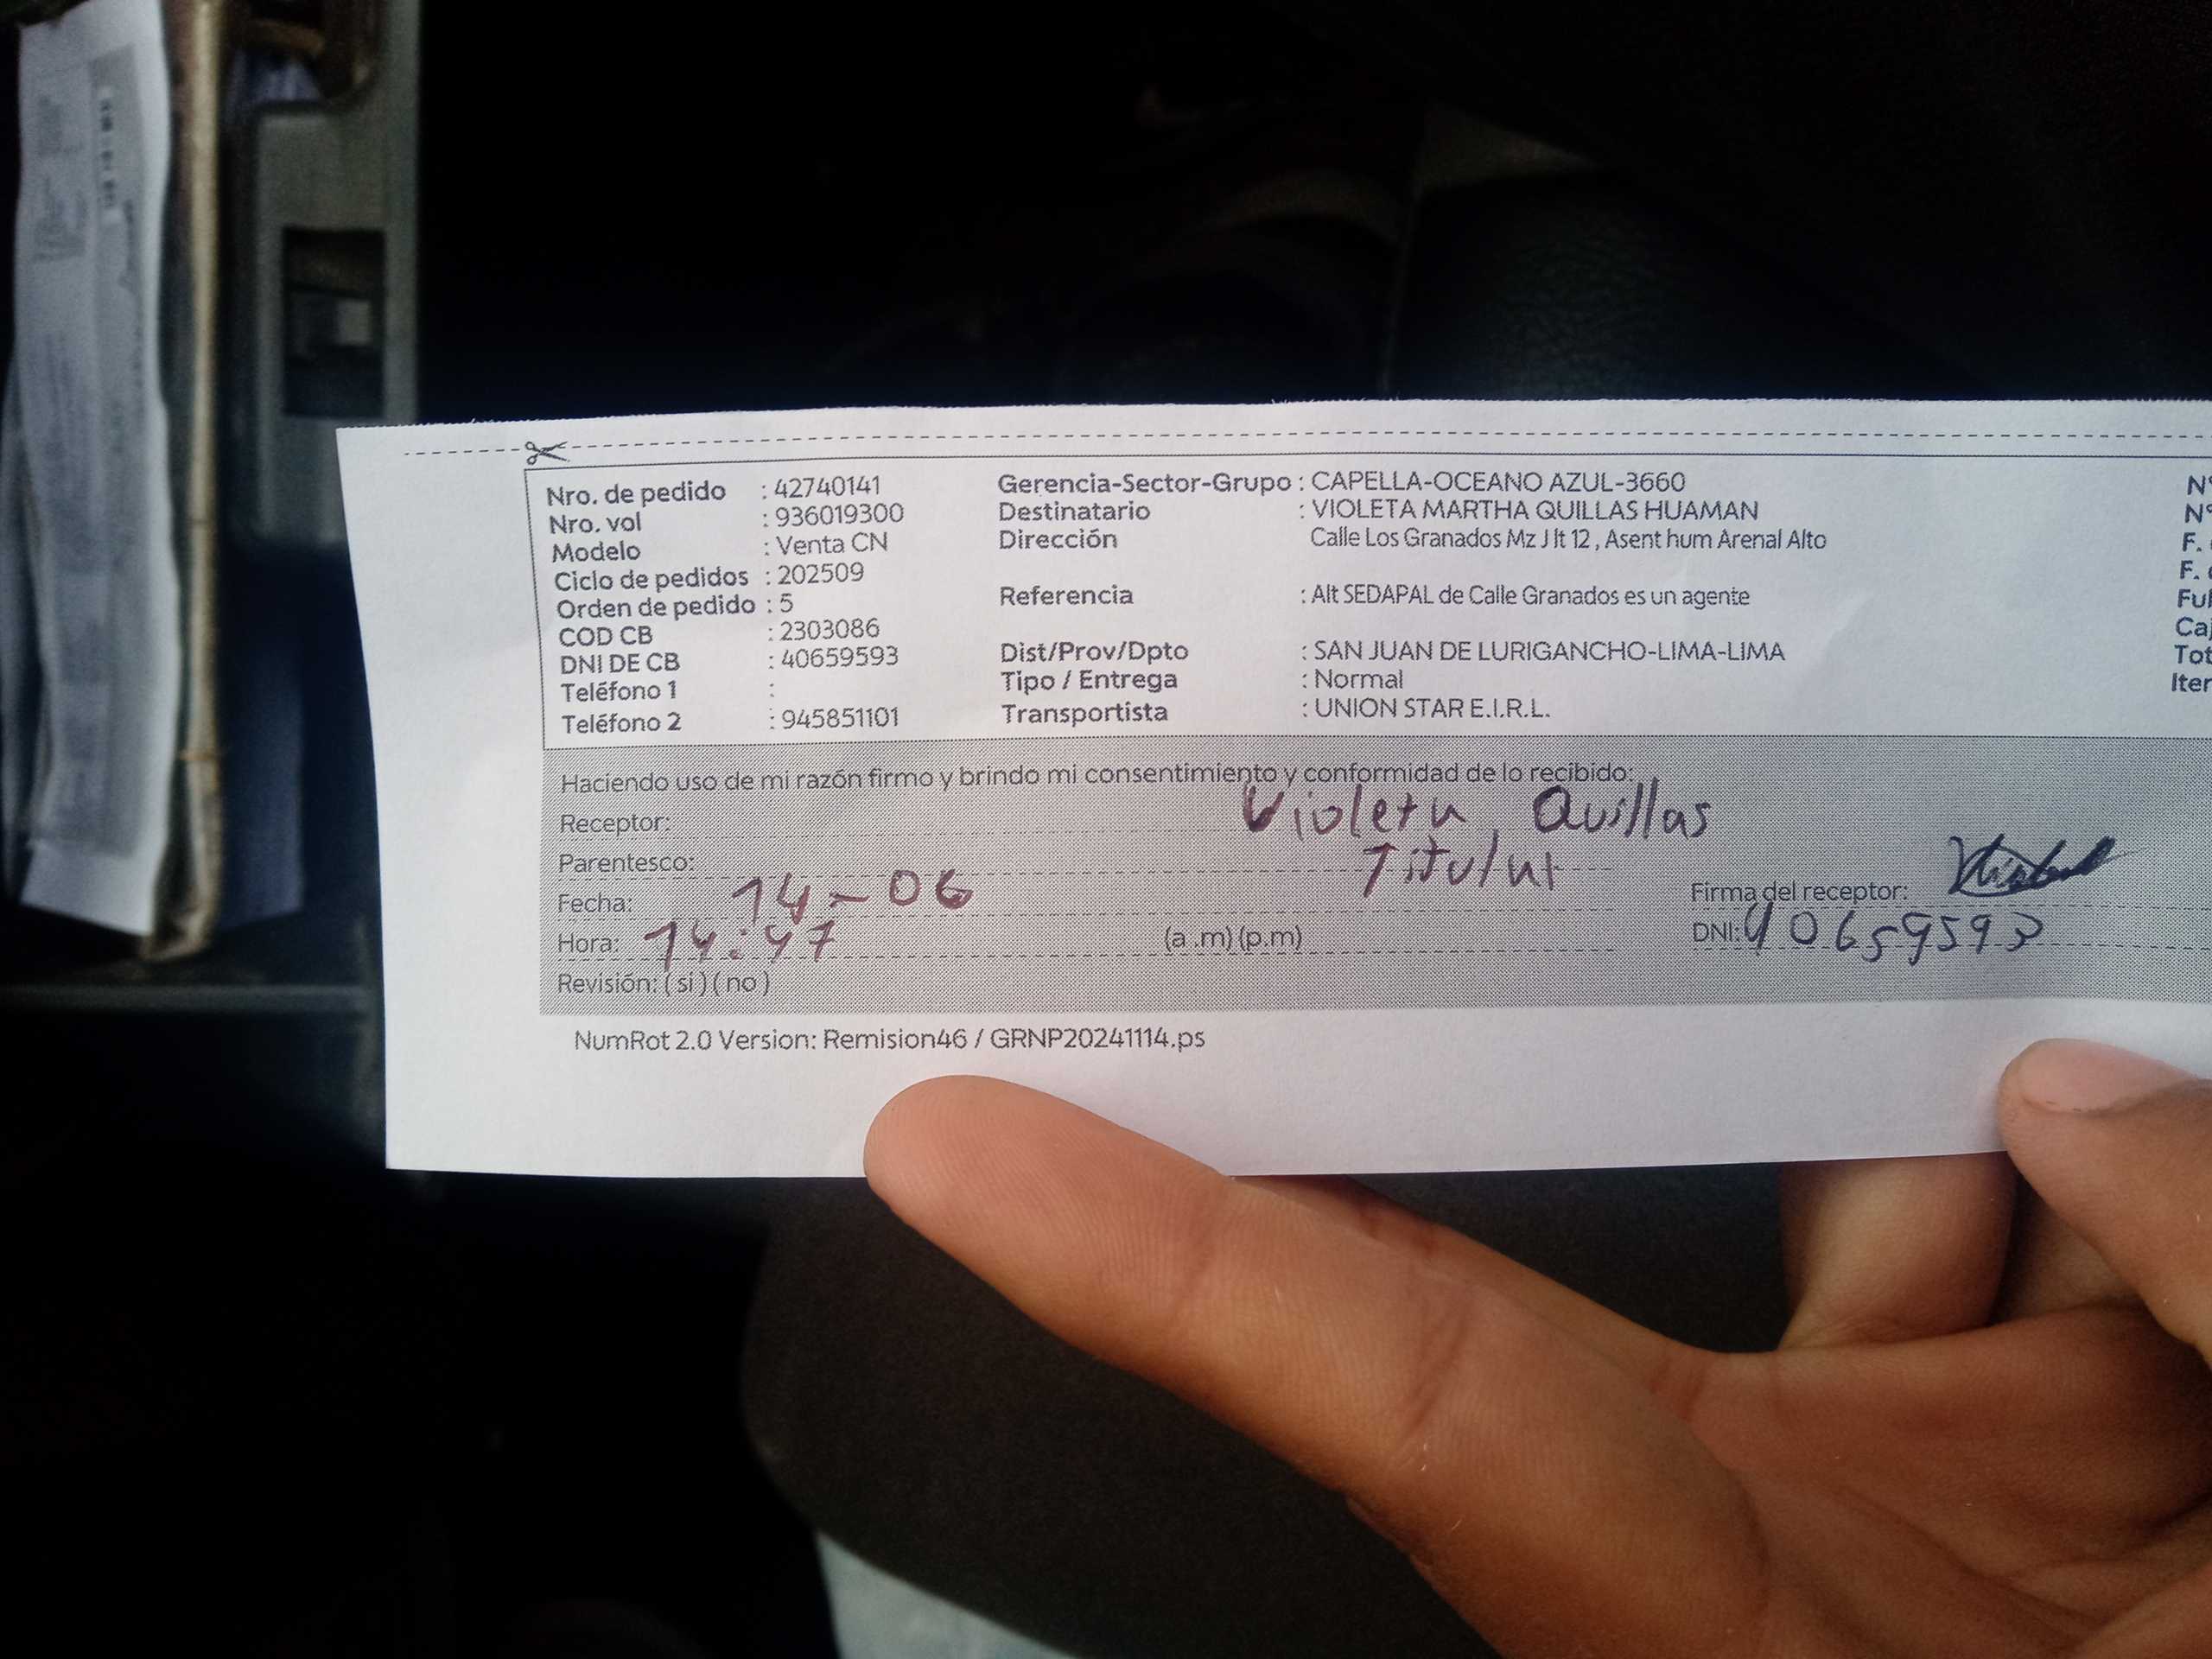 Nro. de pedido : 42740141
Nro. vol : 936019300
Modelo : Venta CN
Ciclo de pedidos : 202509
Orden de pedido : 5
COD CB : 2303086
DNI DE CB : 40659593
Teléfono 1 :
Teléfono 2 : 945851101
Gerencia-Sector-Grupo : CAPELLA-OCEANO AZUL-3660
Destinatario : VIOLETA MARTHA QUILLAS HUAMAN
Dirección Calle Los Granados Mz J lt 12 , Asent hum Arenal Alto
Referencia : Alt SEDAPAL de Calle Granados es un agente
Dist/Prov/Dpto : SAN JUAN DE LURIGANCHO-LIMA-LIMA
Tipo / Entrega : Normal
Transportista : UNION STAR E.I.R.L.
N°
N°
F.
F.
Ful
Caj
Tot
Iter
Haciendo uso de mi razón firmo y brindo mi consentimiento y conformidad de lo recibido:
Receptor: Violeta Quillas
Parentesco: Titular
Fecha: 14-06
Hora: 14:47 (a .m) (p.m)
Revisión: ( si ) ( no )
Firma del receptor:
DNI: 40659593
NumRot 2.0 Version: Remision46 / GRNP20241114.ps